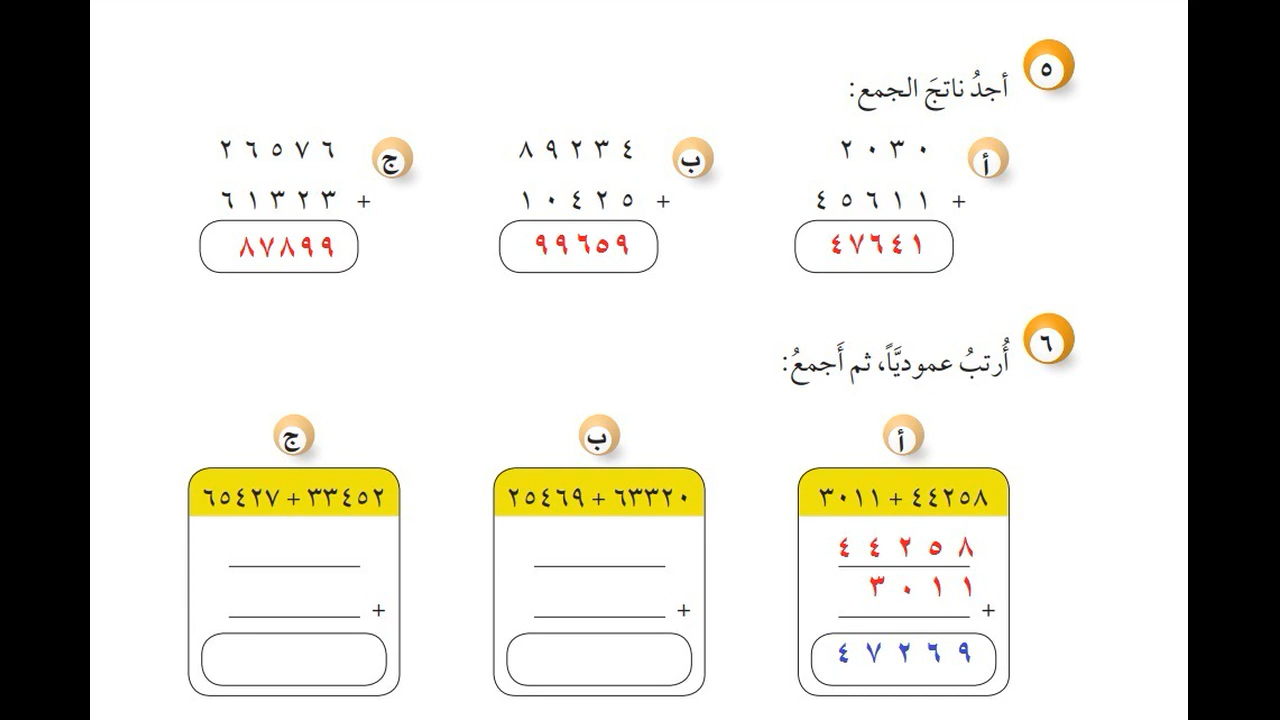 ٥
أجدُ ناتجَ الجمع:
أ
٢٠٣٠
٤٥٦١١ +
٤٧٦٤١
ب
٨٩٢٣٤
١٠٤٢٥ +
٩٩٦٥٩
ج
٢٦٥٧٦
٦١٣٢٣ +
٨٧٨٩٩
٦
أُرتبُ عموديَّاً، ثم أَجمعُ:
أ
٤٤٢٥٨ + ٣٠١١
٤٤٢٥٨
٣٠١١
+
٤٧٢٦٩
ب
٦٣٣٢٠ + ٢٥٤٦٩
+
ج
٣٣٤٥٢ + ٦٥٤٢٧
+